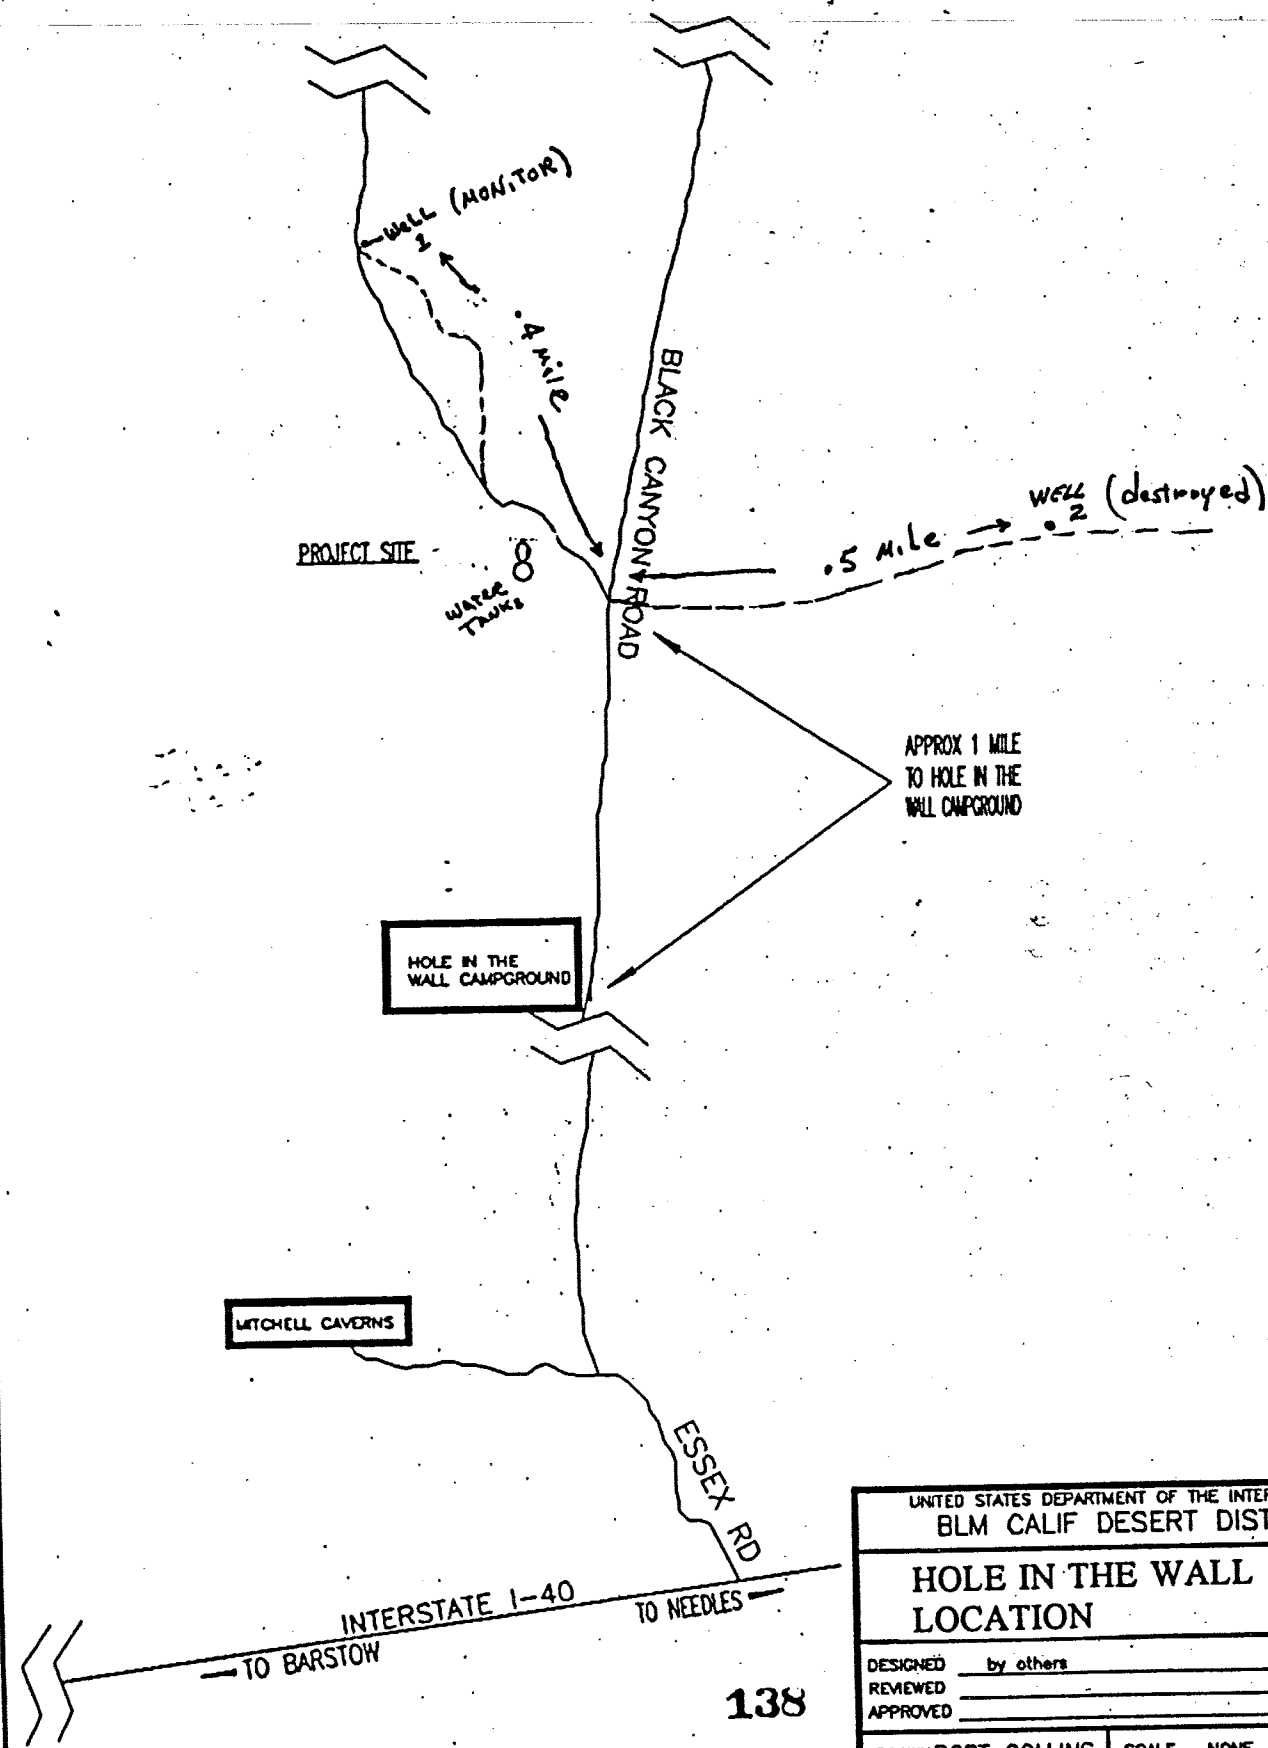 WELL (MONITOR)
1
.4 mile
BLACK CANYON ROAD
WELL (destroyed)
2
.5 MiLe
PROJECT SITE
WATER
TANKS
APPROX 1 MILE
TO HOLE IN THE
WALL CAMPGROUND
HOLE IN THE
WALL CAMPGROUND
MITCHELL CAVERNS
ESSEX RD
INTERSTATE I-40
TO NEEDLES
TO BARSTOW
138
UNITED STATES DEPARTMENT OF THE INTER
BLM CALIF DESERT DIST
HOLE IN THE WALL
LOCATION
DESIGNED by others
REVIEWED
APPROVED
SCALE NONE